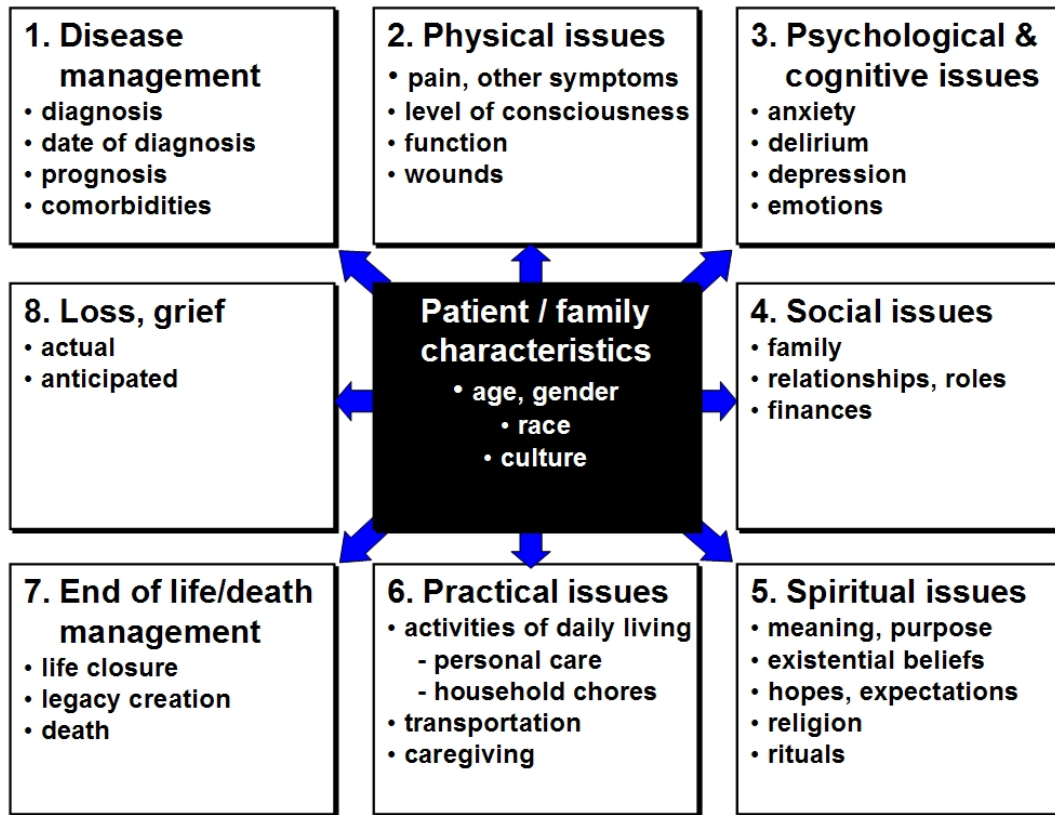 1. Disease
management
• diagnosis
• date of diagnosis
• prognosis
• comorbidities
2. Physical issues
• pain, other symptoms
• level of consciousness
• function
• wounds
3. Psychological &
cognitive issues
• anxiety
• delirium
• depression
• emotions
8. Loss, grief
• actual
• anticipated
Patient / family
characteristics
• age, gender
• race
• culture
4. Social issues
• family
• relationships, roles
• finances
7. End of life/death
management
• life closure
• legacy creation
• death
6. Practical issues
• activities of daily living
- personal care
- household chores
• transportation
• caregiving
5. Spiritual issues
• meaning, purpose
• existential beliefs
• hopes, expectations
• religion
• rituals